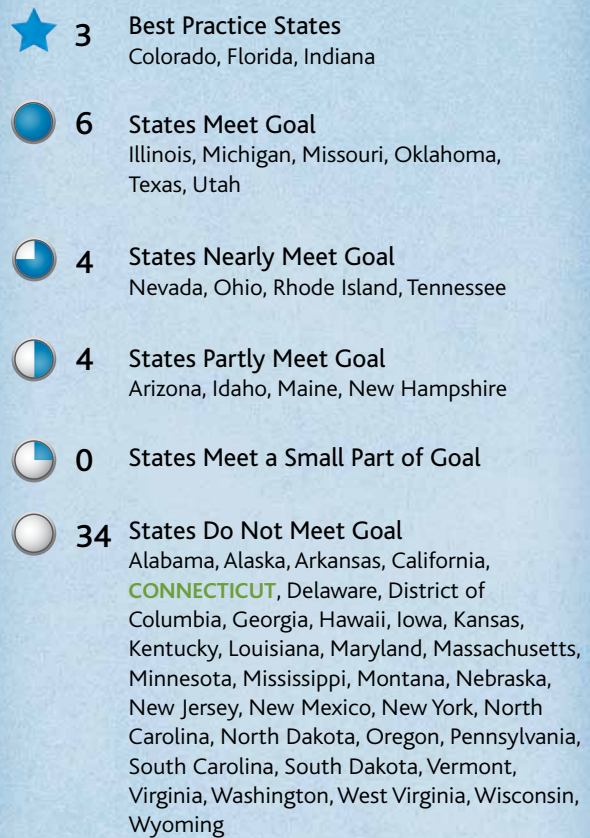 3 Best Practice States
Colorado, Florida, Indiana
6 States Meet Goal
Illinois, Michigan, Missouri, Oklahoma,
Texas, Utah
4 States Nearly Meet Goal
Nevada, Ohio, Rhode Island, Tennessee
4 States Partly Meet Goal
Arizona, Idaho, Maine, New Hampshire
0 States Meet a Small Part of Goal
34 States Do Not Meet Goal
Alabama, Alaska, Arkansas, California,
CONNECTICUT, Delaware, District of
Columbia, Georgia, Hawaii, Iowa, Kansas,
Kentucky, Louisiana, Maryland, Massachusetts,
Minnesota, Mississippi, Montana, Nebraska,
New Jersey, New Mexico, New York, North
Carolina, North Dakota, Oregon, Pennsylvania,
South Carolina, South Dakota, Vermont,
Virginia, Washington, West Virginia, Wisconsin,
Wyoming